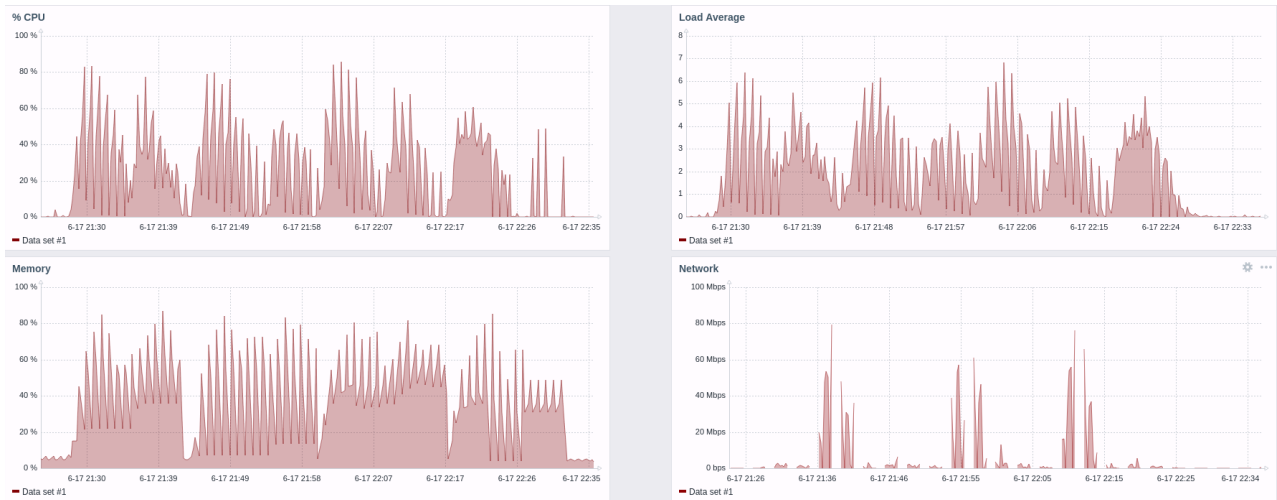 % CPU
100 %
80 %
60 %
40 %
20 %
0 %
6-17 21:30 6-17 21:39 6-17 21:49 6-17 21:58 6-17 22:07 6-17 22:17 6-17 22:26 6-17 22:35
Data set #1
Load Average
8
7
6
5
4
3
2
1
0
6-17 21:30 6-17 21:39 6-17 21:48 6-17 21:57 6-17 22:06 6-17 22:15 6-17 22:24 6-17 22:33
Data set #1
Memory
100 %
80 %
60 %
40 %
20 %
0 %
6-17 21:30 6-17 21:39 6-17 21:49 6-17 21:58 6-17 22:07 6-17 22:17 6-17 22:26 6-17 22:35
Data set #1
Network
100 Mbps
80 Mbps
60 Mbps
40 Mbps
20 Mbps
0 bps
6-17 21:26 6-17 21:36 6-17 21:46 6-17 21:55 6-17 22:05 6-17 22:15 6-17 22:25 6-17 22:34
Data set #1